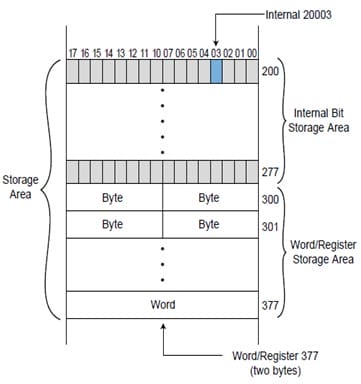 Internal 20003
17 16 15 14 13 12 11 10 07 06 05 04 03 02 01 00
200
Internal Bit
Storage Area
277
Storage
Area
Byte Byte 300
Byte Byte 301
Word/Register
Storage Area
Word 377
Word/Register 377
(two bytes)